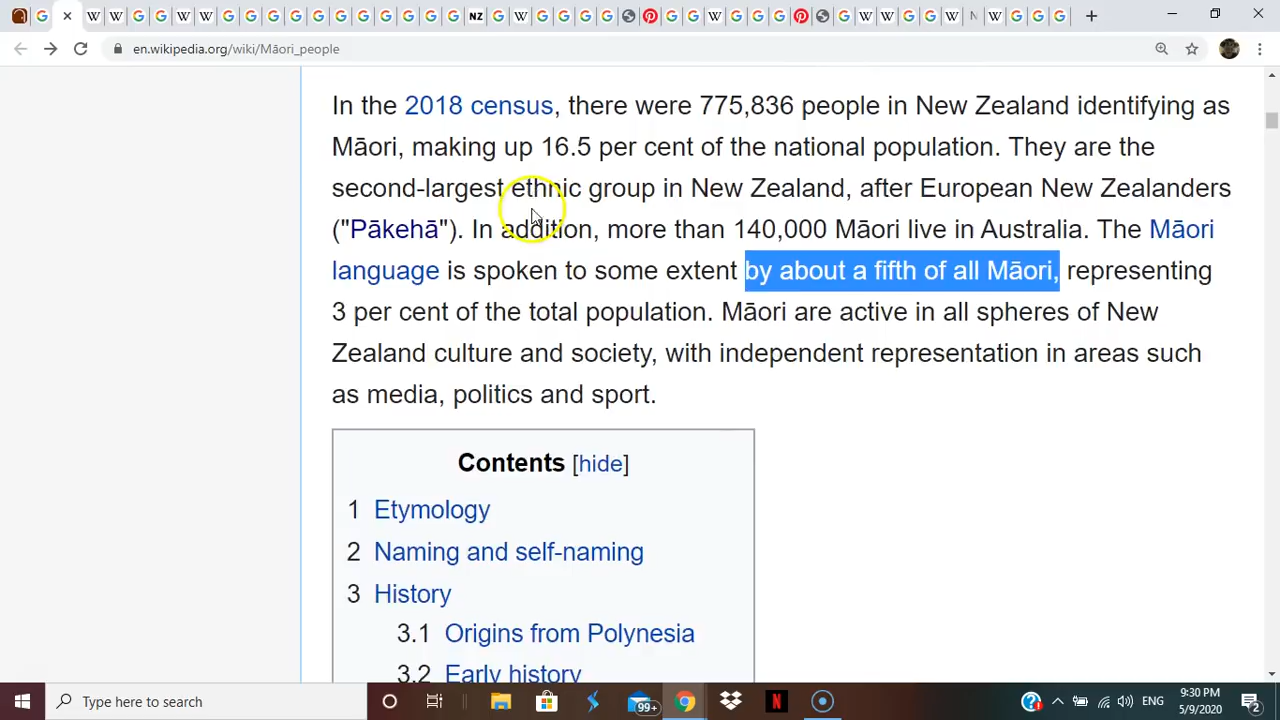 en.wikipedia.org/wiki/Māori_people
In the 2018 census, there were 775,836 people in New Zealand identifying as
Māori, making up 16.5 per cent of the national population. They are the
second-largest ethnic group in New Zealand, after European New Zealanders
("Pākehā"). In addition, more than 140,000 Māori live in Australia. The Māori
language is spoken to some extent by about a fifth of all Māori, representing
3 per cent of the total population. Māori are active in all spheres of New
Zealand culture and society, with independent representation in areas such
as media, politics and sport.
Contents [hide]
1 Etymology
2 Naming and self-naming
3 History
3.1 Origins from Polynesia
3.2 Early history
Type here to search
99+
ENG
9:30 PM
5/9/2020
2